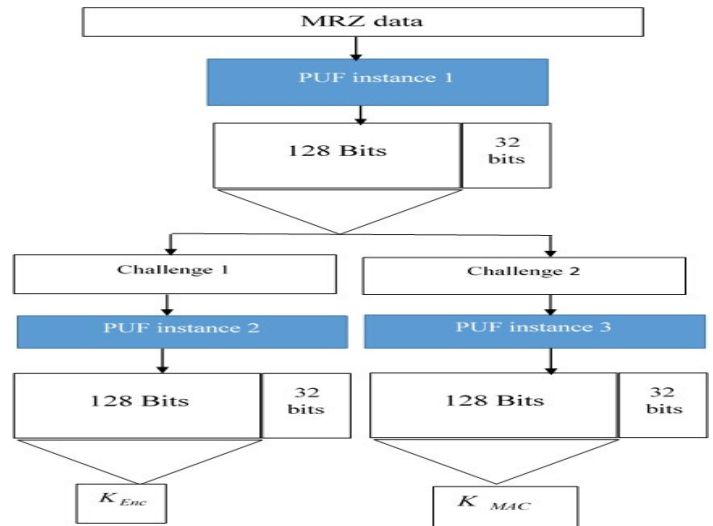 MRZ data
PUF instance 1
128 Bits
32
bits
Challenge 1
Challenge 2
PUF instance 2
PUF instance 3
128 Bits
32
bits
128 Bits
32
bits
K Enc
K MAC